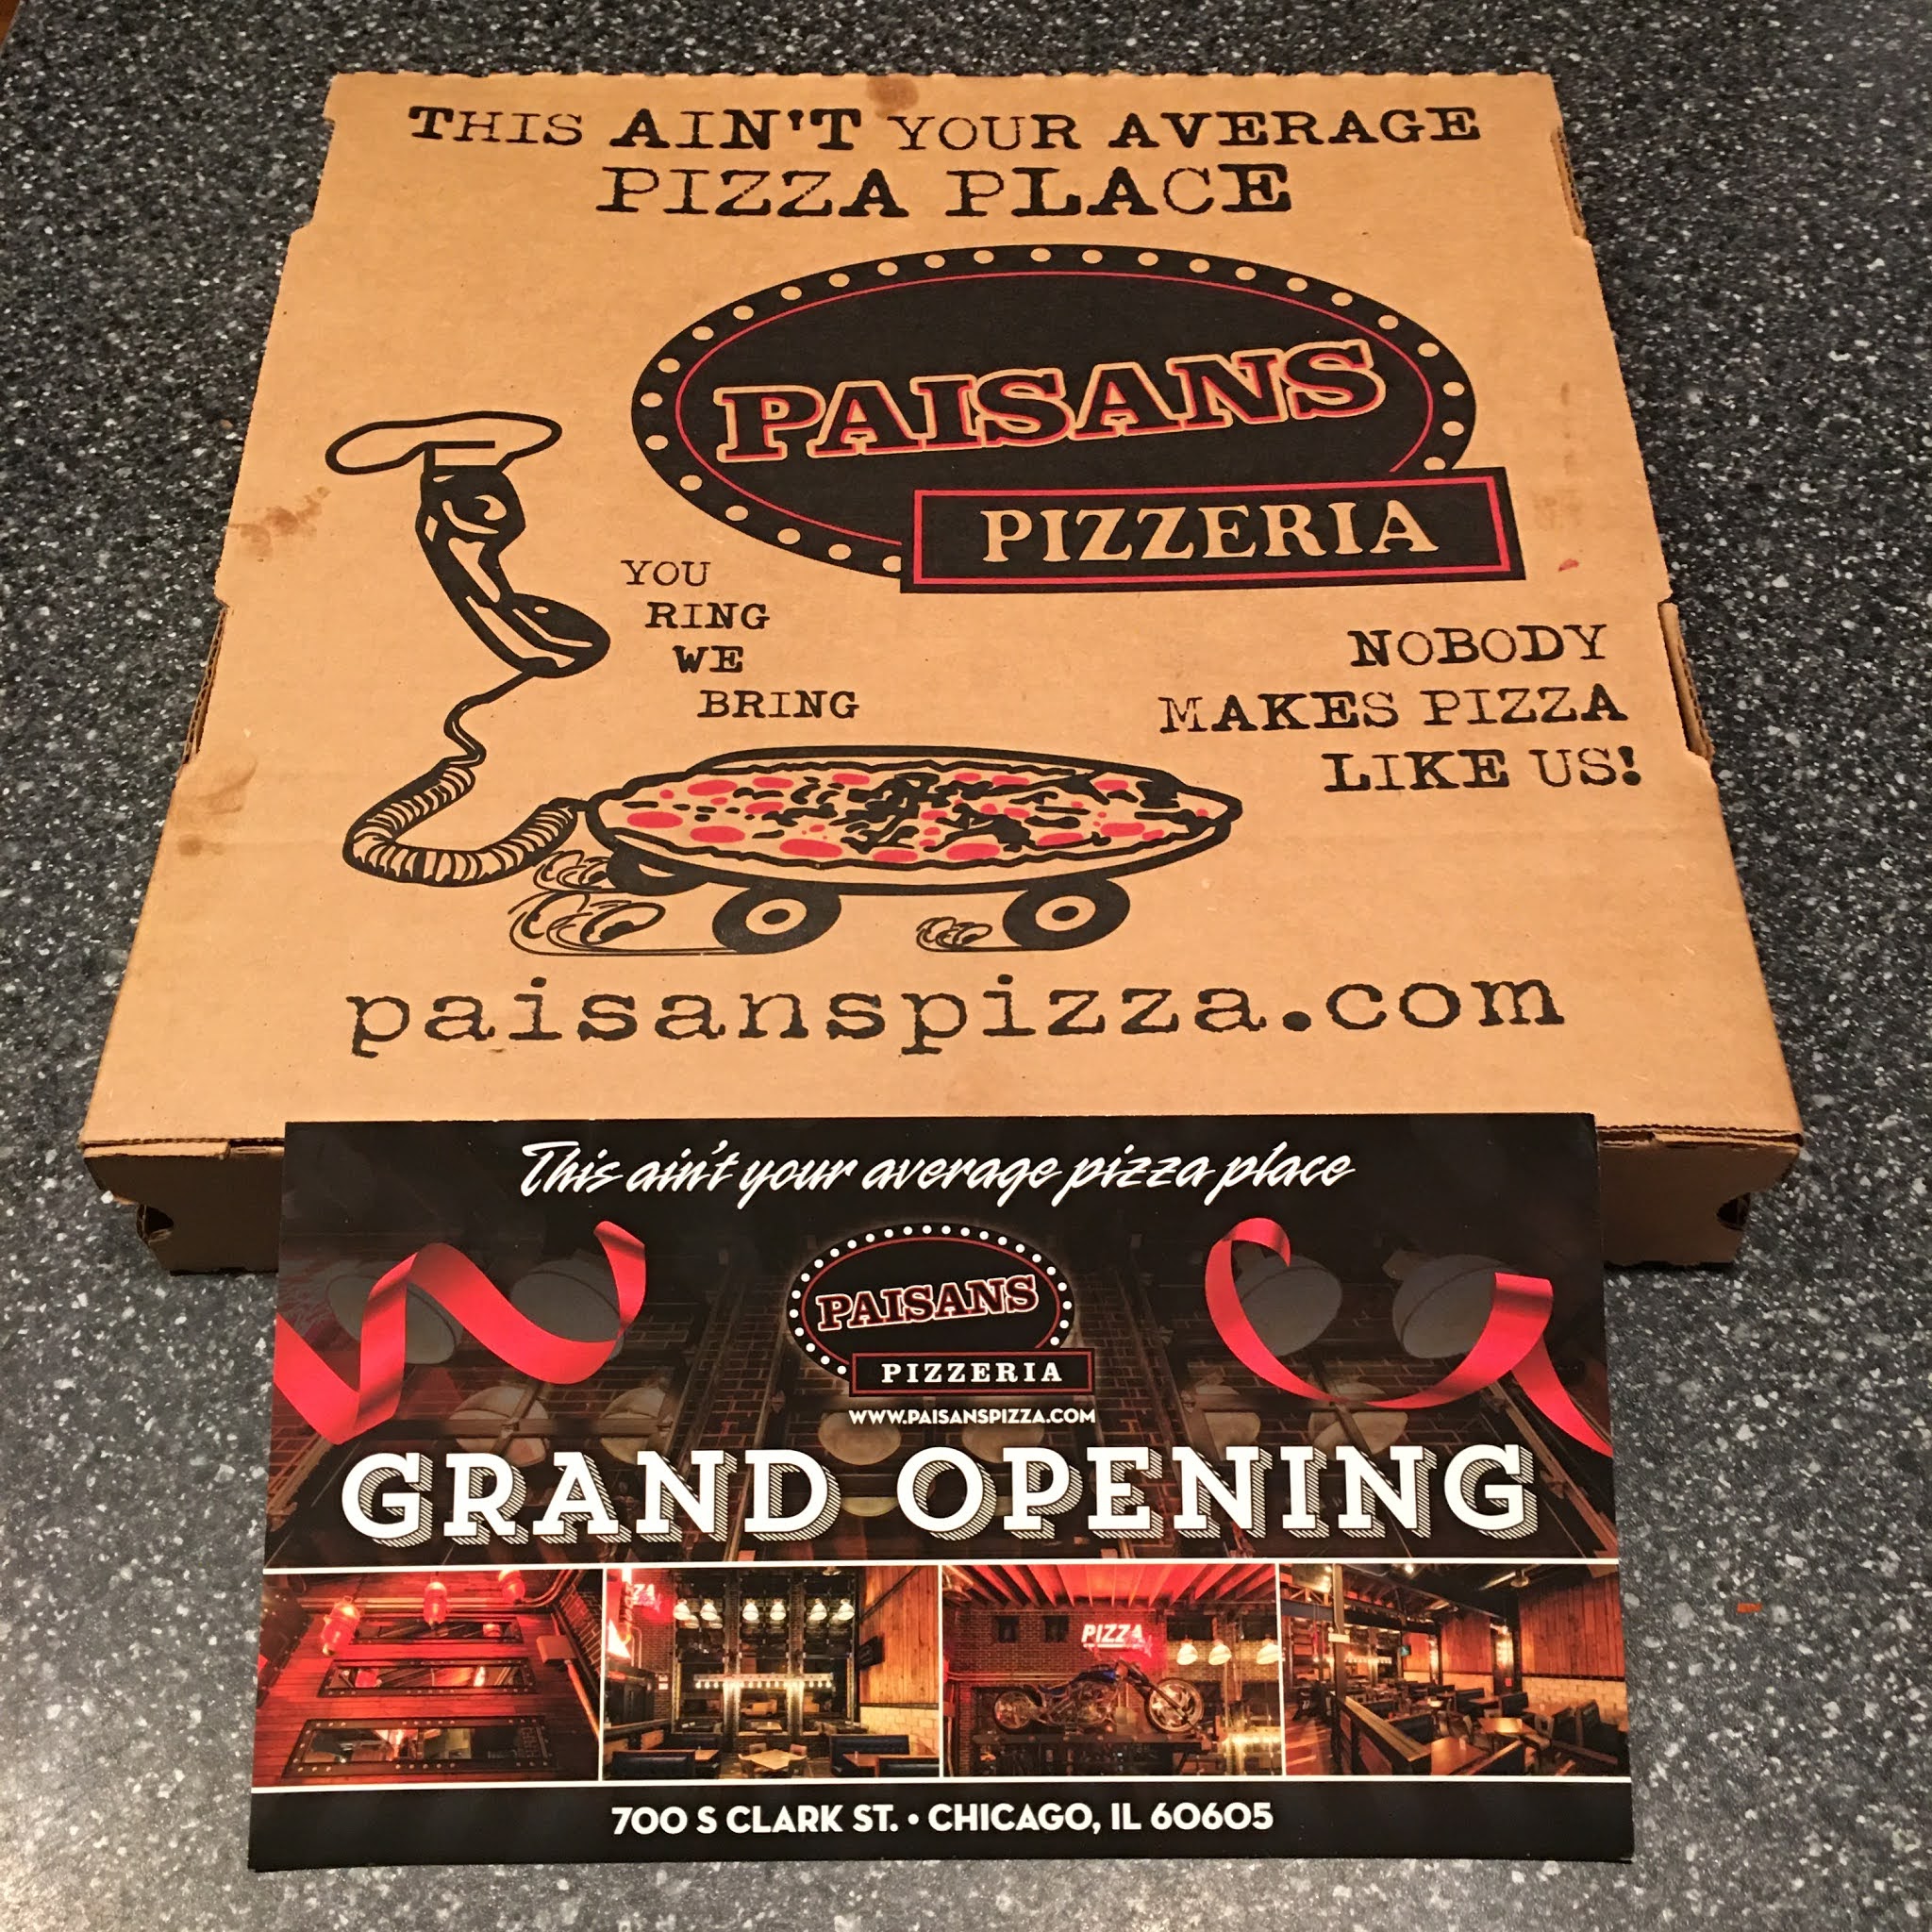 THIS AIN'T YOUR AVERAGE
PIZZA PLACE
PAISANS
PIZZERIA
YOU
RING
WE
BRING
NOBODY
MAKES PIZZA
LIKE US!
paisanspizza.com
This ain't your average pizza place
PAISANS
PIZZERIA
WWW.PAISANSPIZZA.COM
GRAND OPENING
ZA
PIZZA
700 S CLARK ST. • CHICAGO, IL 60605